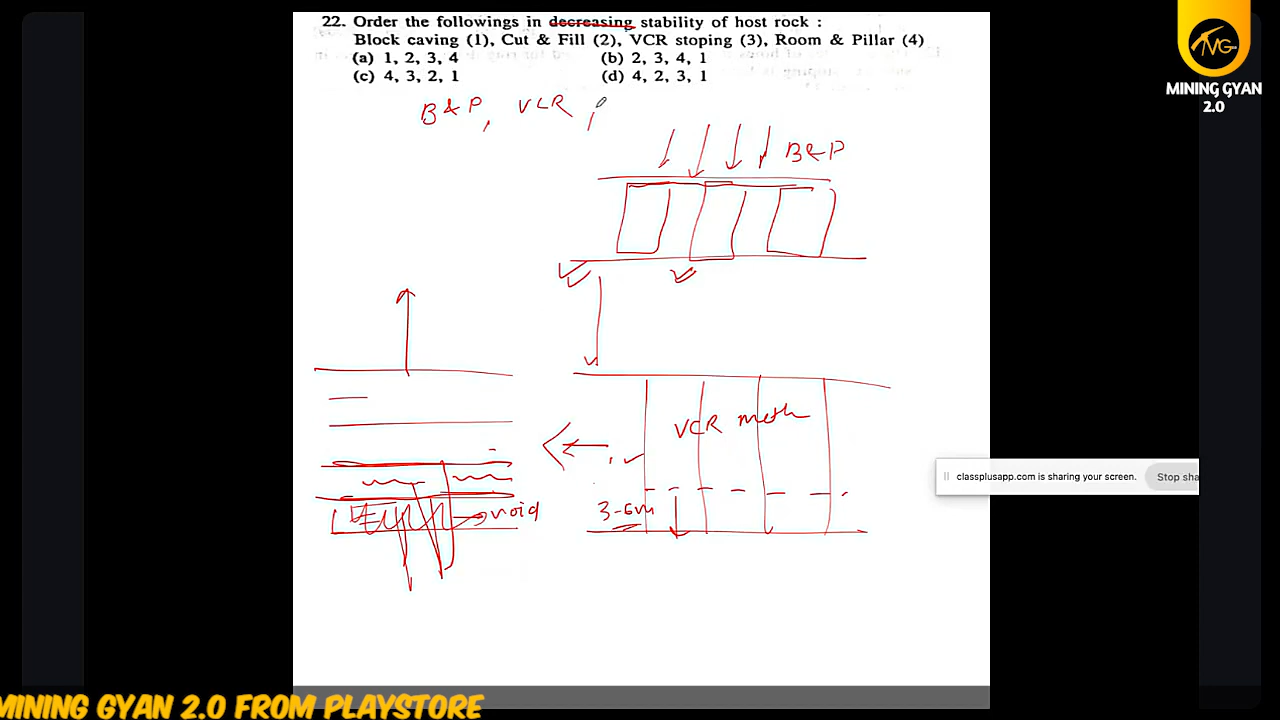 22. Order the followings in decreasing stability of host rock :
Block caving (1), Cut & Fill (2), VCR stoping (3), Room & Pillar (4)
(a) 1, 2, 3, 4 (b) 2, 3, 4, 1
(c) 4, 3, 2, 1 (d) 4, 2, 3, 1
B & P, VCR,
B & P
VCR meth
3-6m
void
TVG
MINING GYAN
2.0
classplusapp.com is sharing your screen. Stop sha
MINING GYAN 2.0 FROM PLAYSTORE